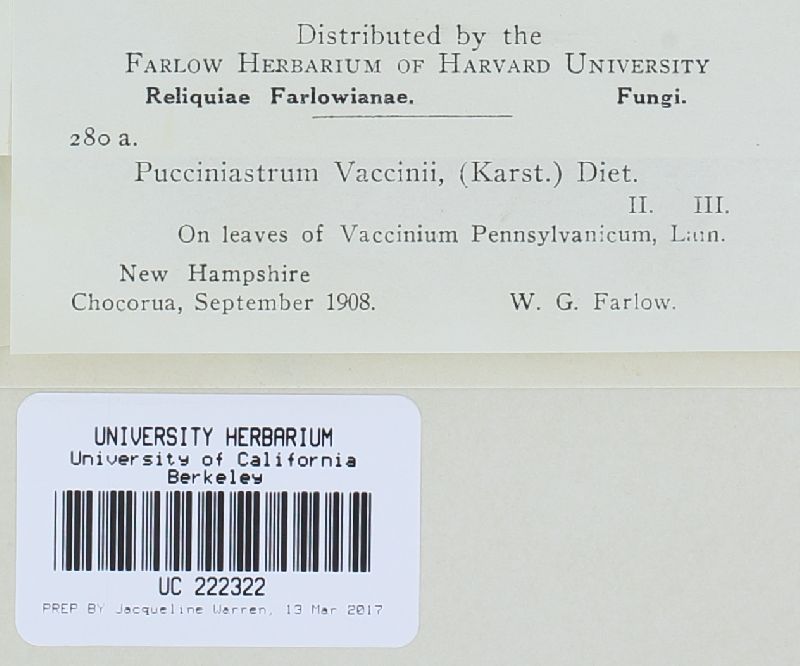 Distributed by the
FARLOW HERBARIUM OF HARVARD UNIVERSITY
Reliquiae Farlowianae. Fungi.
280 a.
Pucciniastrum Vaccinii, (Karst.) Diet.
II. III.
On leaves of Vaccinium Pennsylvanicum, Lam.
New Hampshire
Chocorua, September 1908. W. G. Farlow.
UNIVERSITY HERBARIUM
University of California
Berkeley
UC 222322
PREP BY Jacqueline Warren, 13 Mar 2017